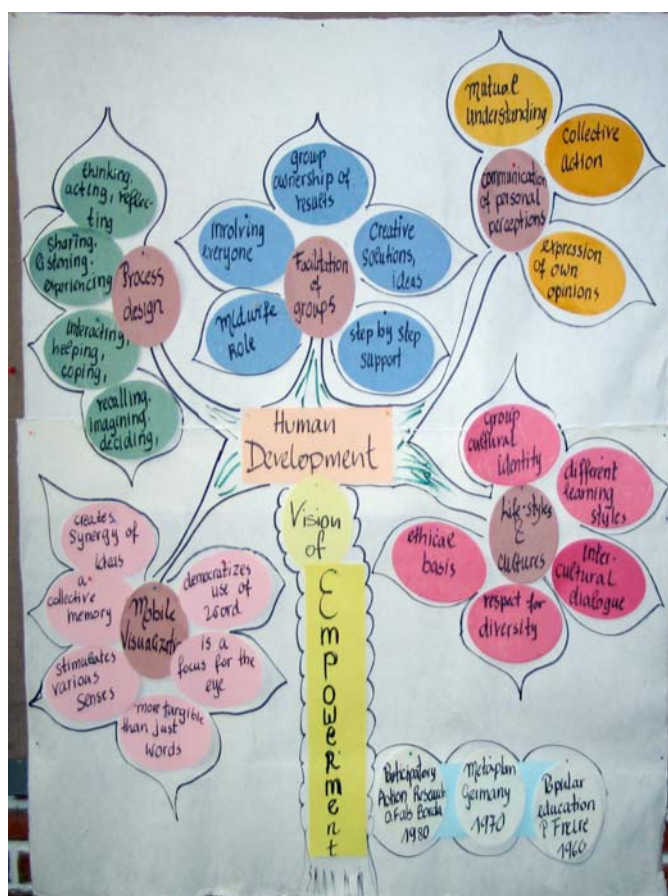 mutual
understanding
collective
action
communication
of personal
perceptions
expression
of own
opinions
thinking,
acting, reflec-
ting
sharing.
listening.
experiencing
Process
design
interacting,
helping,
coping,
recalling.
imagining.
deciding,
group
ownership of
results
involving
everyone
creative
solutions,
ideas
Facilitation
of
groups
midwife
Role
step by step
support
Human
Development
Vision
of
Empowerment
group
cultural
identity
different
learning
styles
life-styles
&
cultures
ethical
basis
Inter-
cultural
dialogue
respect for
diversity
creates
synergy of
ideas
a
collective
memory
democratizes
use of
word
Mobile
stimulates
various
senses
is a
focus for the
eye
more tangible
than just
words
Participatory
Action Research
O.Fals Borda
1980
Metaplan
Germany
1970
Popular
education
P Freire
1960